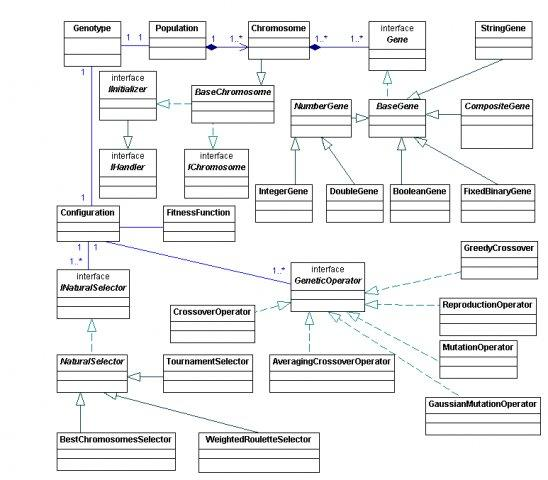 Genotype
Population
Chromosome
interface
Gene
StringGene
1
1
1..*
1..*
1..*
1
interface
IInitializer
BaseChromosome
NumberGene
BaseGene
CompositeGene
IHandler
IChromosome
IntegerGene
DoubleGene
BooleanGene
FixedBinaryGene
1
Configuration
FitnessFunction
1
1
1..*
1..*
interface
INaturalSelector
interface
GeneticOperator
GreedyCrossover
CrossoverOperator
ReproductionOperator
MutationOperator
NaturalSelector
TournamentSelector
AveragingCrossoverOperator
GaussianMutationOperator
BestChromosomesSelector
WeightedRouletteSelector